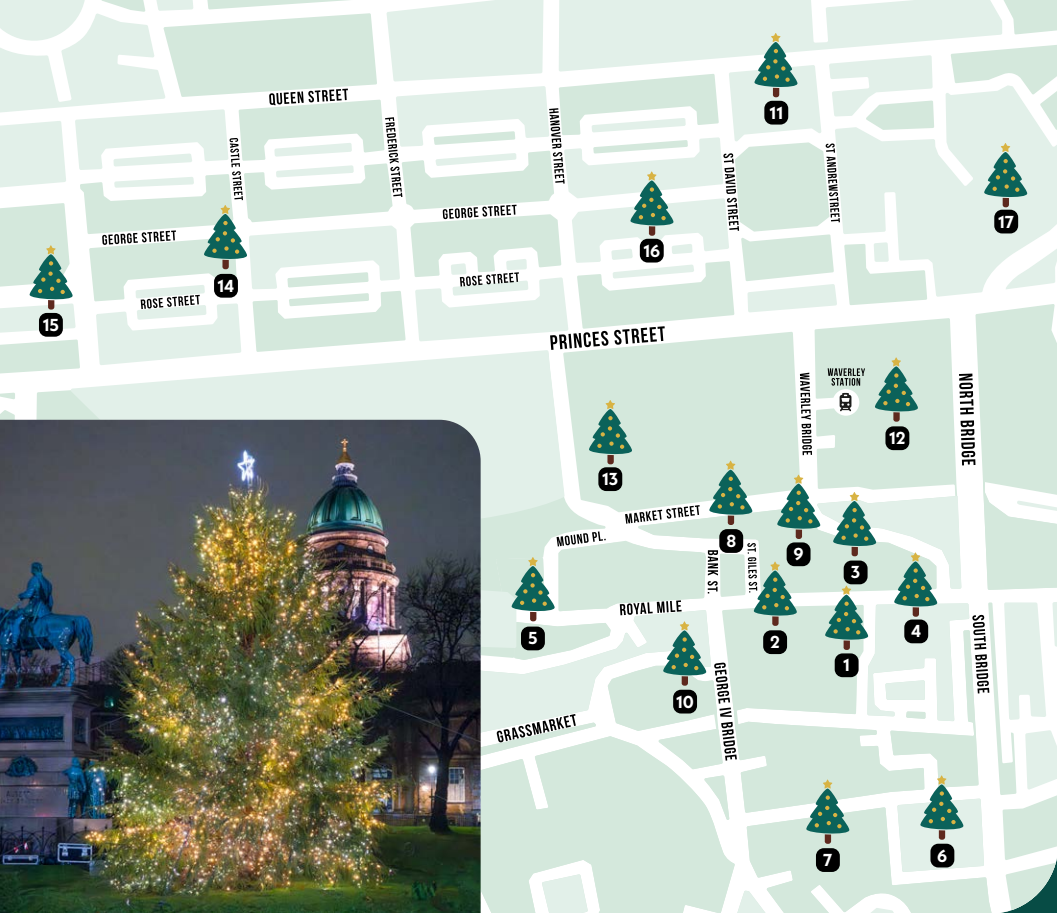 11
QUEEN STREET
CASTLE STREET
FREDERICK STREET
HANOVER STREET
ST DAVID STREET
ST ANDREWSTREET
17
GEORGE STREET
GEORGE STREET
16
14
ROSE STREET
ROSE STREET
15
PRINCES STREET
WAVERLEY
STATION
WAVERLEY BRIDGE
NORTH BRIDGE
12
13
MARKET STREET
MOUND PL.
8
9
3
BANK ST.
ST. GILES ST.
ROYAL MILE
5
2
4
1
SOUTH BRIDGE
10
GEORGE IV BRIDGE
GRASSMARKET
7
6